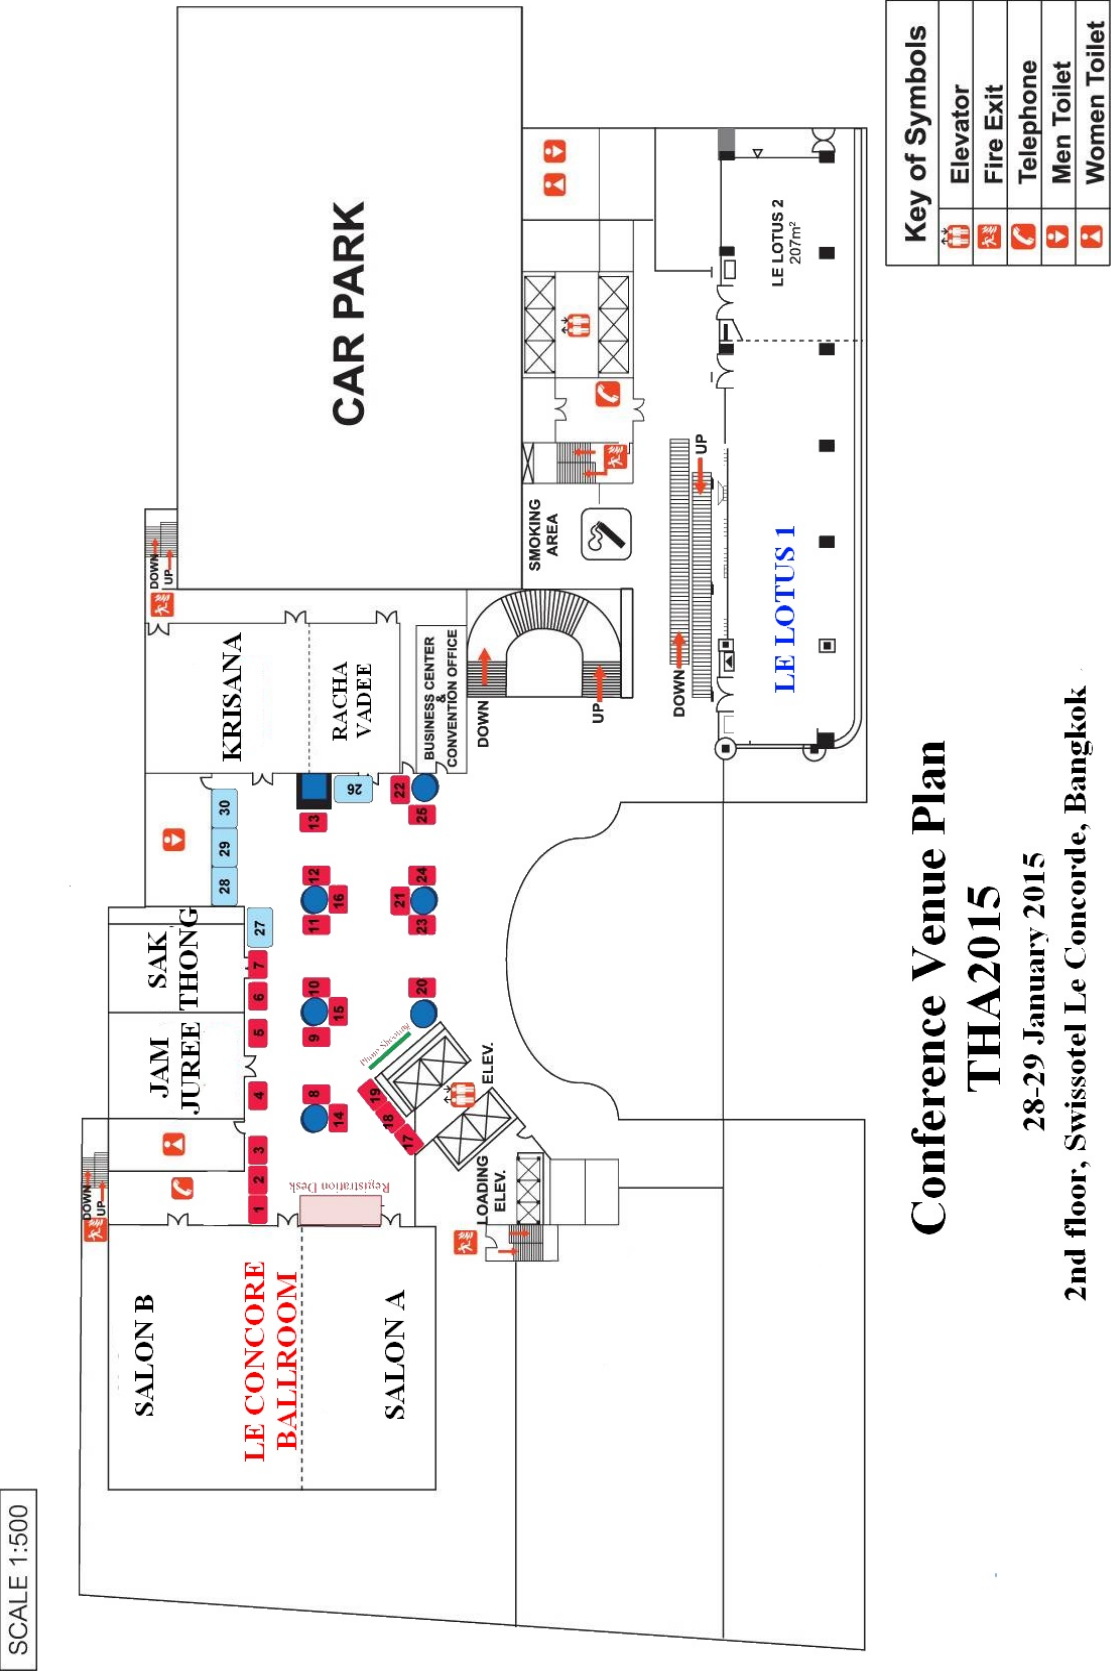 SCALE 1:500
SALON B
LE CONCORE
BALLROOM
SALON A
DOWN
UP
1
2
3
4
5
6
7
27
28
29
30
JAM
JUREE
SAK
THONG
Registration Desk
8
14
9
10
15
11
12
16
13
26
17
18
19
Photo Shooting
20
21
23
24
22
25
ELEV.
LOADING
ELEV.
KRISANA
RACHA
VADEE
BUSINESS CENTER
&
CONVENTION OFFICE
DOWN
UP
DOWN
UP
CAR PARK
SMOKING
AREA
DOWN
UP
LE LOTUS 1
LE LOTUS 2
207m²
Key of Symbols
Elevator
Fire Exit
Telephone
Men Toilet
Women Toilet
Conference Venue Plan
THA2015
28-29 January 2015
2nd floor, Swissotel Le Concorde, Bangkok